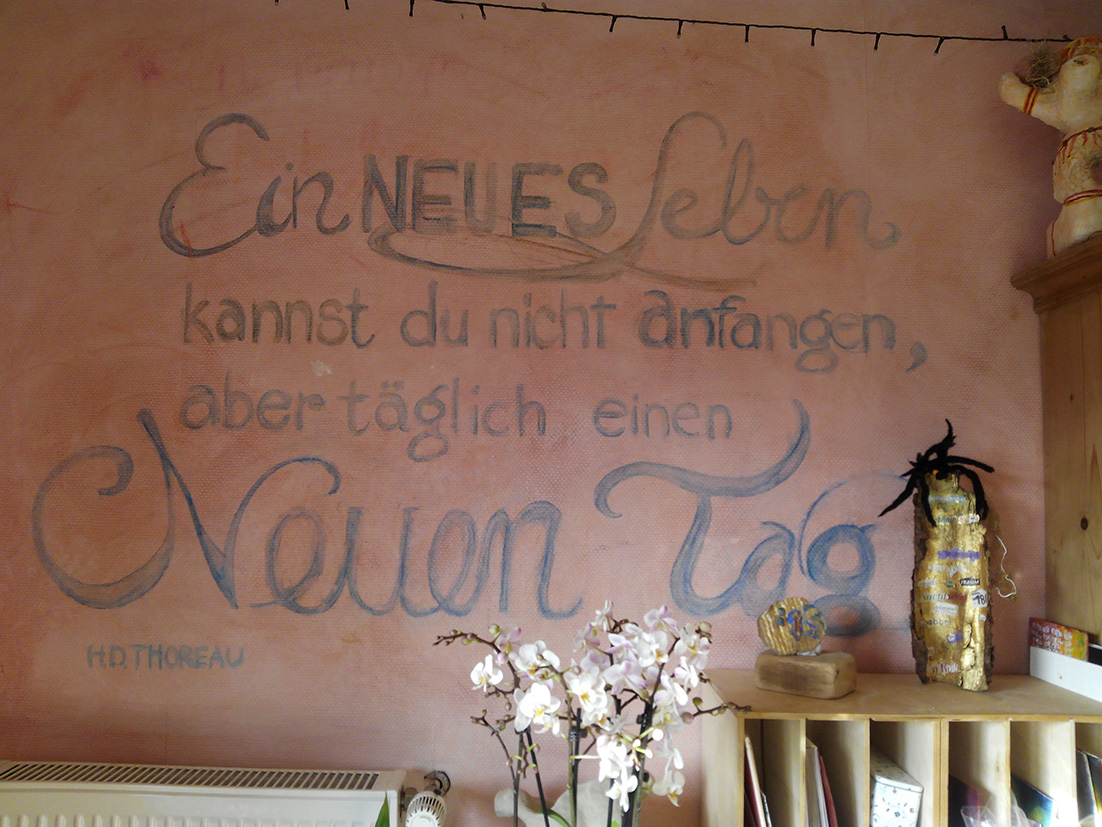 Ein NEUES Leben
kannst du nicht anfangen,
aber täglich einen
Neuen Tag
H.D.THOREAU